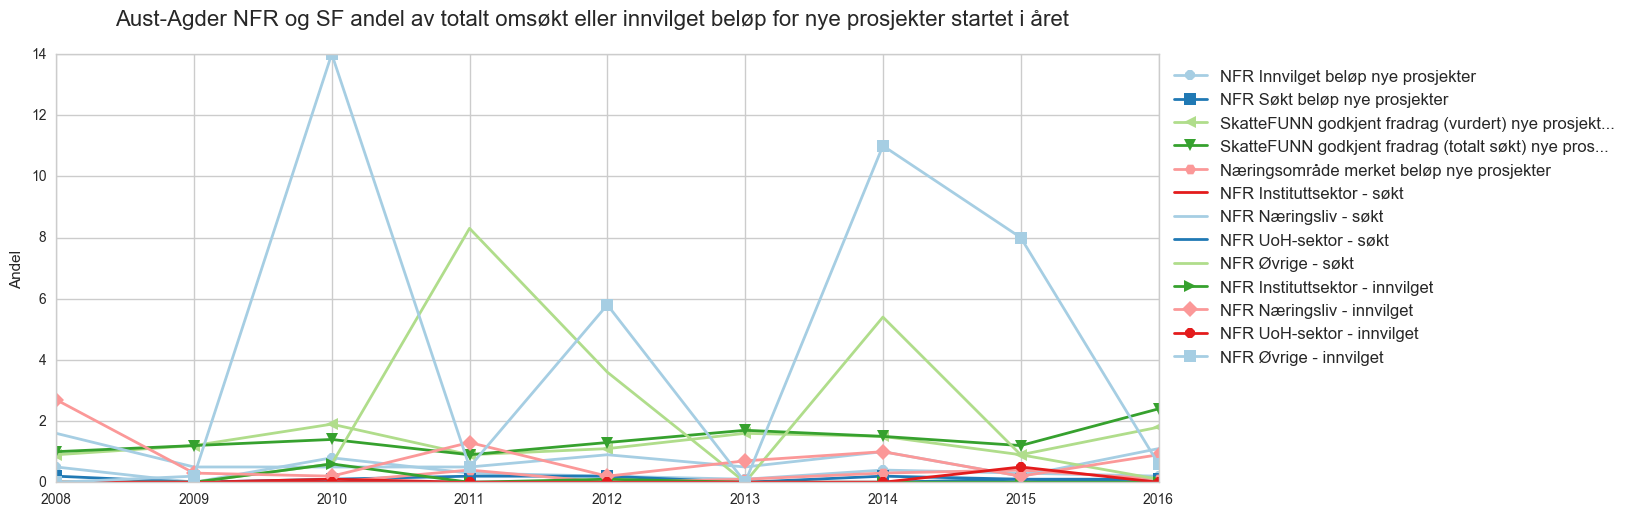 Aust-Agder NFR og SF andel av totalt omsøkt eller innvilget beløp for nye prosjekter startet i året
14
12
10
8
6
4
2
0
Andel
2008 2009 2010 2011 2012 2013 2014 2015 2016
NFR Innvilget beløp nye prosjekter
NFR Søkt beløp nye prosjekter
SkatteFUNN godkjent fradrag (vurdert) nye prosjekt...
SkatteFUNN godkjent fradrag (totalt søkt) nye pros...
Næringsområde merket beløp nye prosjekter
NFR Instituttsektor - søkt
NFR Næringsliv - søkt
NFR UoH-sektor - søkt
NFR Øvrige - søkt
NFR Instituttsektor - innvilget
NFR Næringsliv - innvilget
NFR UoH-sektor - innvilget
NFR Øvrige - innvilget